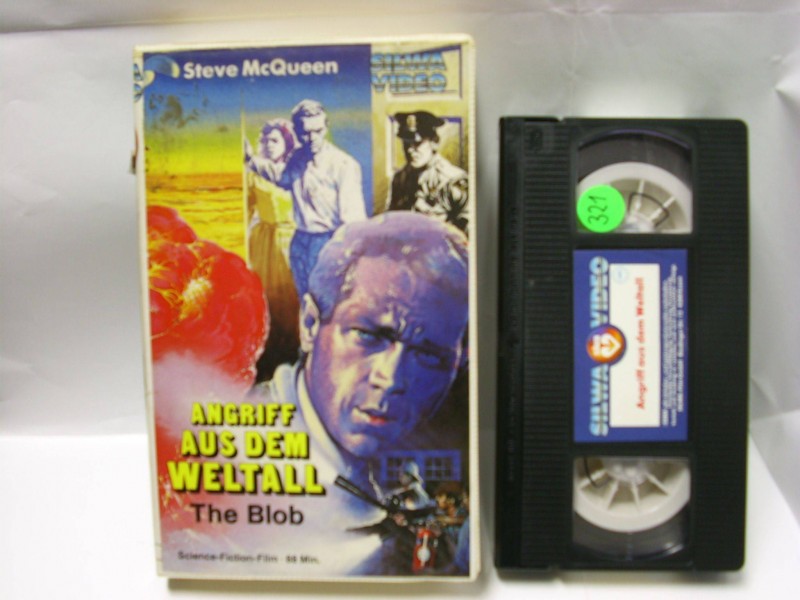 Steve McQueen
SILWA
VIDEO
ANGRIFF
AUS DEM
WELTALL
The Blob
Science-Fiction-Film · 88 Min.
321
SILWA VIDEO
Angriff aus dem Weltall